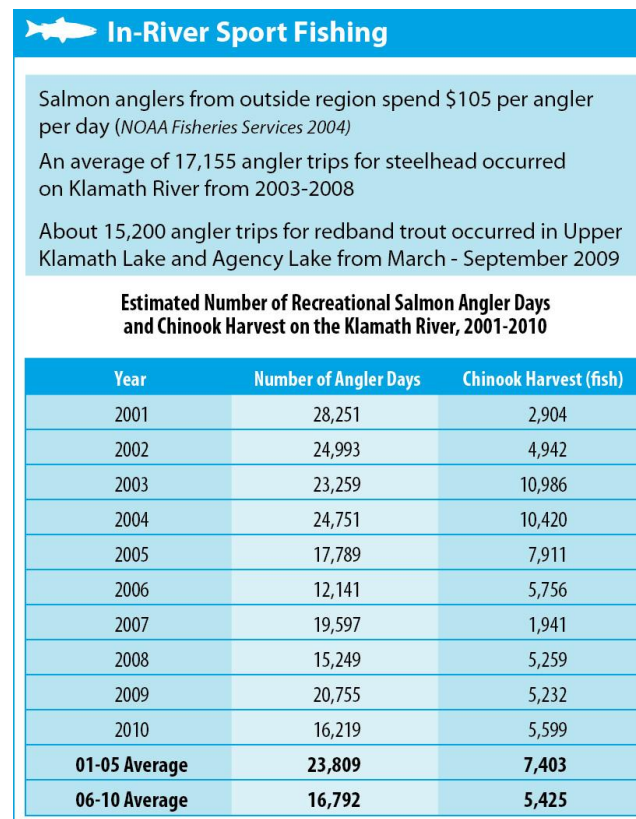 In-River Sport Fishing
Salmon anglers from outside region spend $105 per angler
per day (NOAA Fisheries Services 2004)
An average of 17,155 angler trips for steelhead occurred
on Klamath River from 2003-2008
About 15,200 angler trips for redband trout occurred in Upper
Klamath Lake and Agency Lake from March - September 2009
Estimated Number of Recreational Salmon Angler Days
and Chinook Harvest on the Klamath River, 2001-2010
Year Number of Angler Days Chinook Harvest (fish)
2001 28,251 2,904
2002 24,993 4,942
2003 23,259 10,986
2004 24,751 10,420
2005 17,789 7,911
2006 12,141 5,756
2007 19,597 1,941
2008 15,249 5,259
2009 20,755 5,232
2010 16,219 5,599
01-05 Average 23,809 7,403
06-10 Average 16,792 5,425